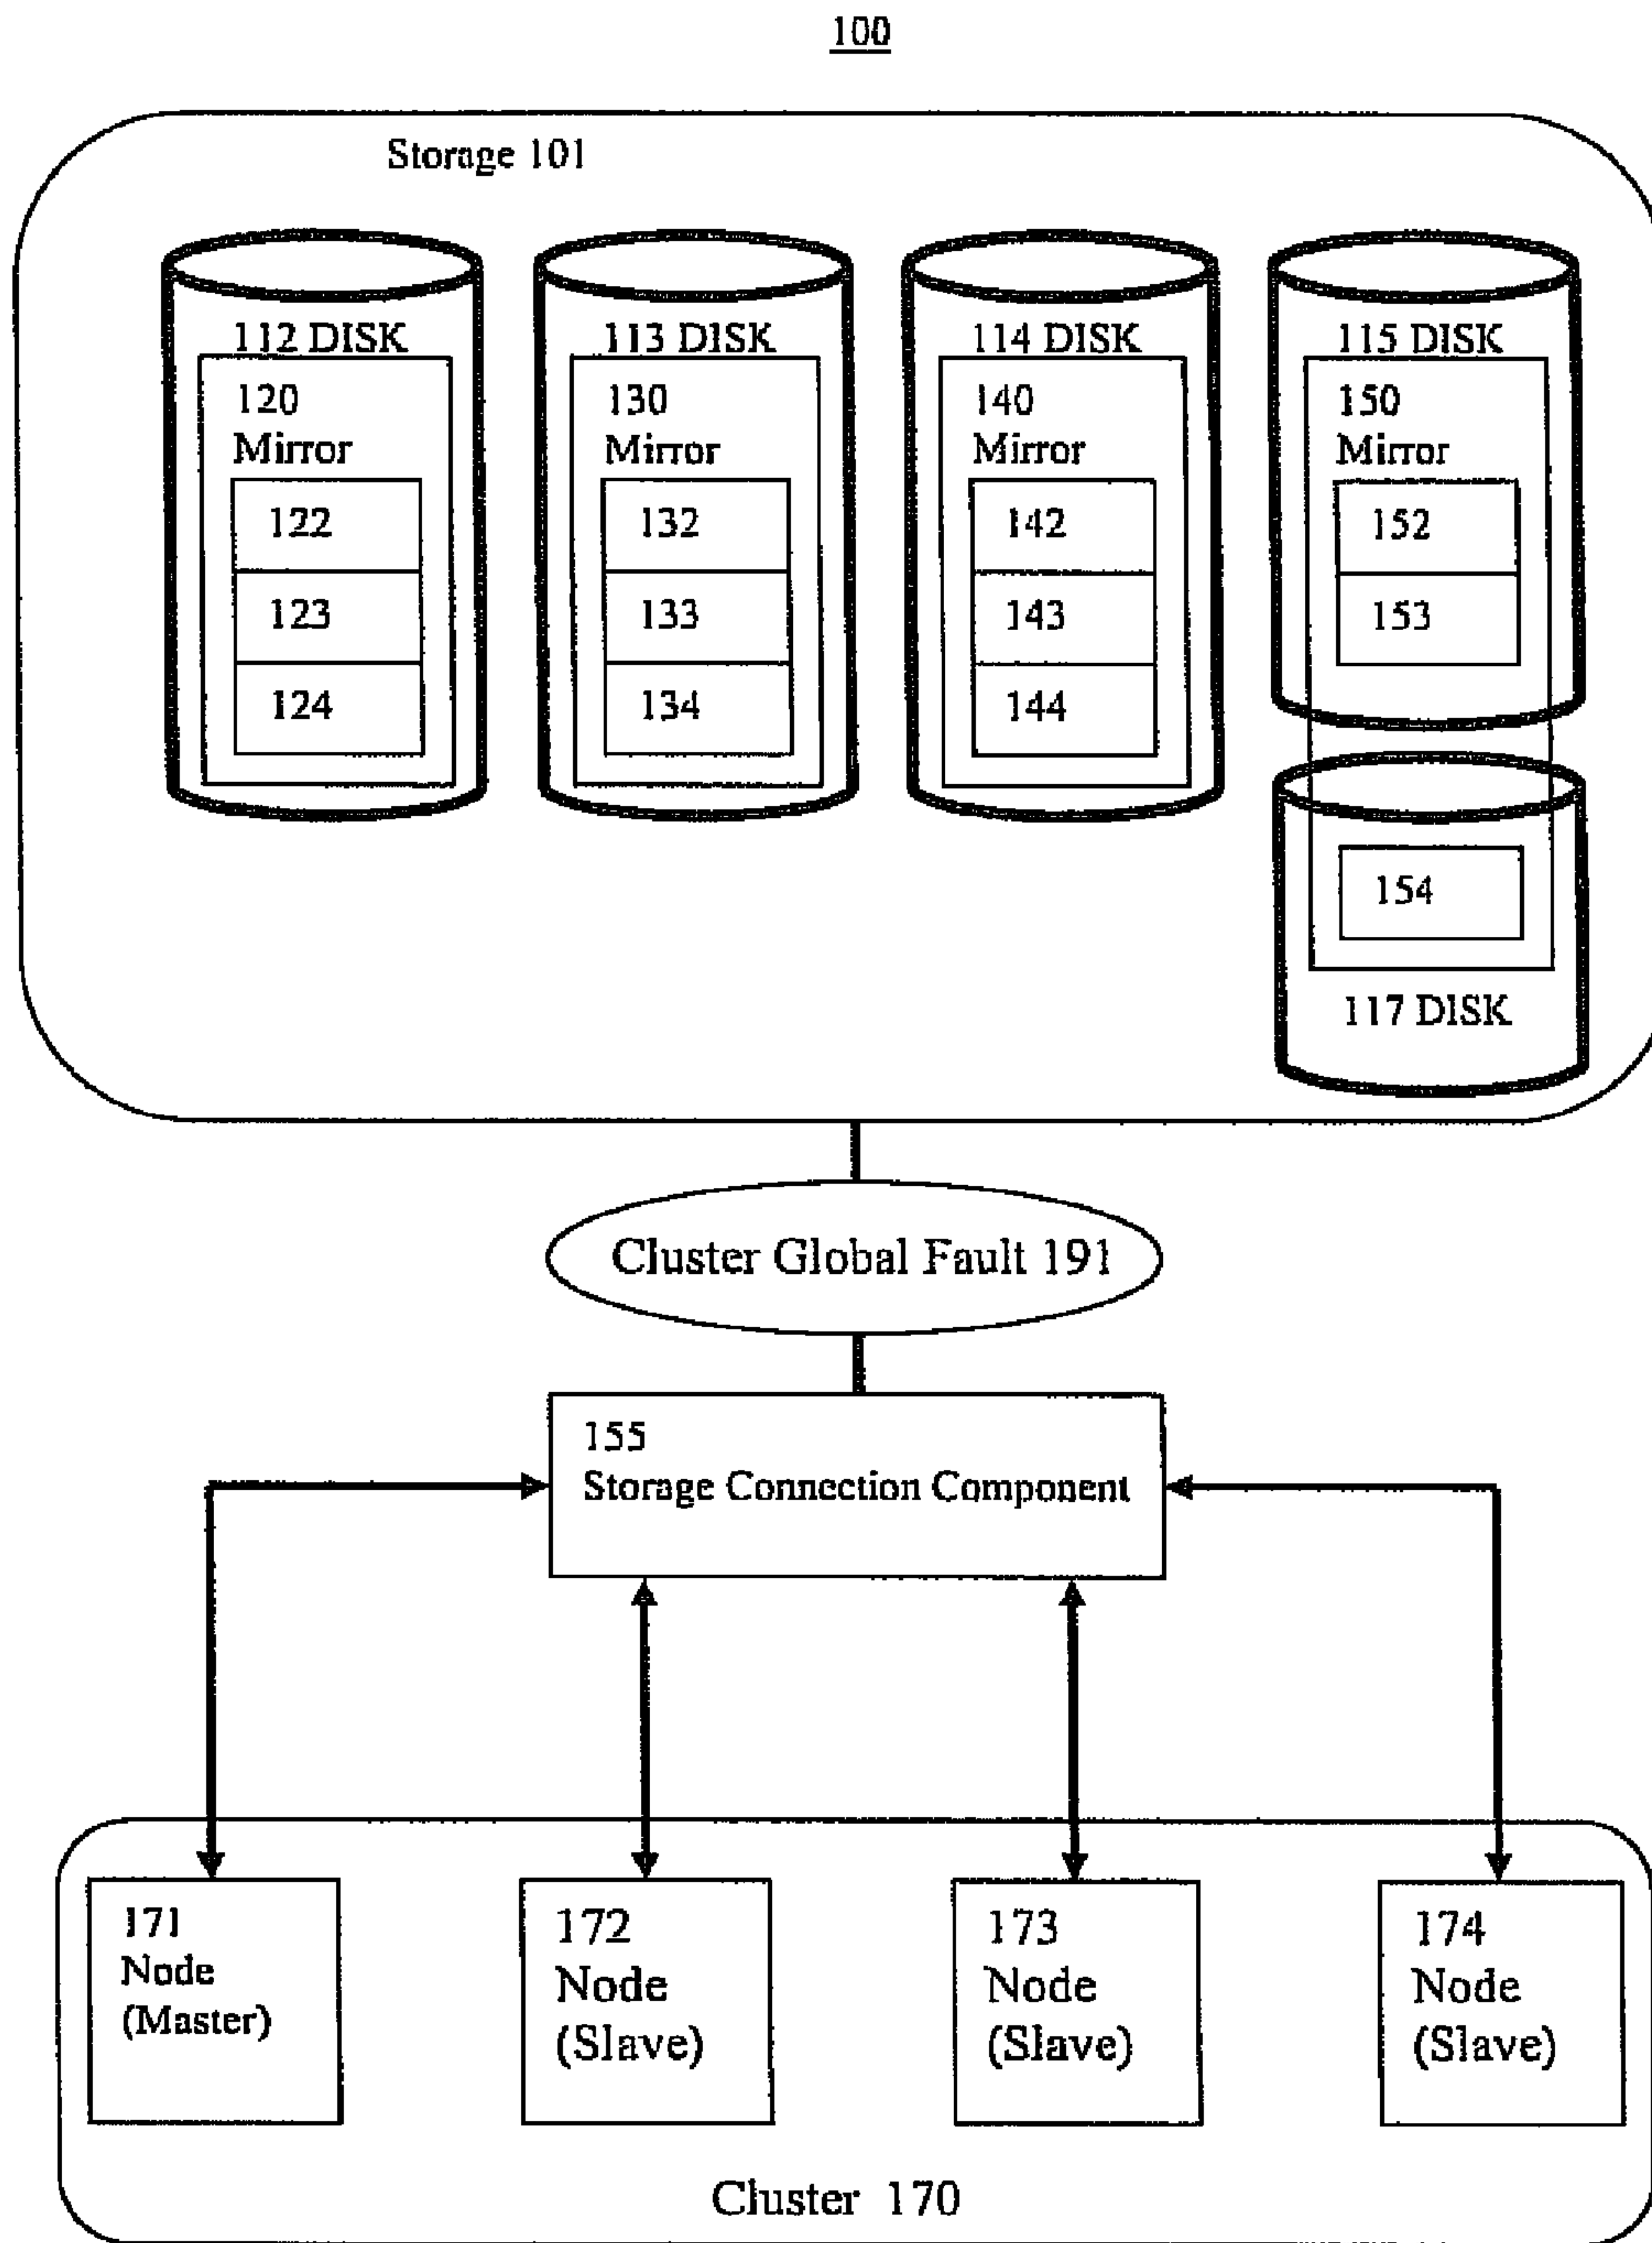 100
Storage 101
112 DISK
120
Mirror
122
123
124
113 DISK
130
Mirror
132
133
134
114 DISK
140
Mirror
142
143
144
115 DISK
150
Mirror
152
153
154
117 DISK
Cluster Global Fault 191
155
Storage Connection Component
171
Node
(Master)
172
Node
(Slave)
173
Node
(Slave)
174
Node
(Slave)
Cluster 170